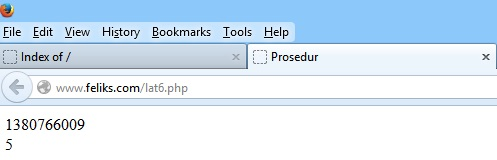 File Edit View History Bookmarks Tools Help
Index of / Prosedur
www.feliks.com/lat6.php
1380766009
5